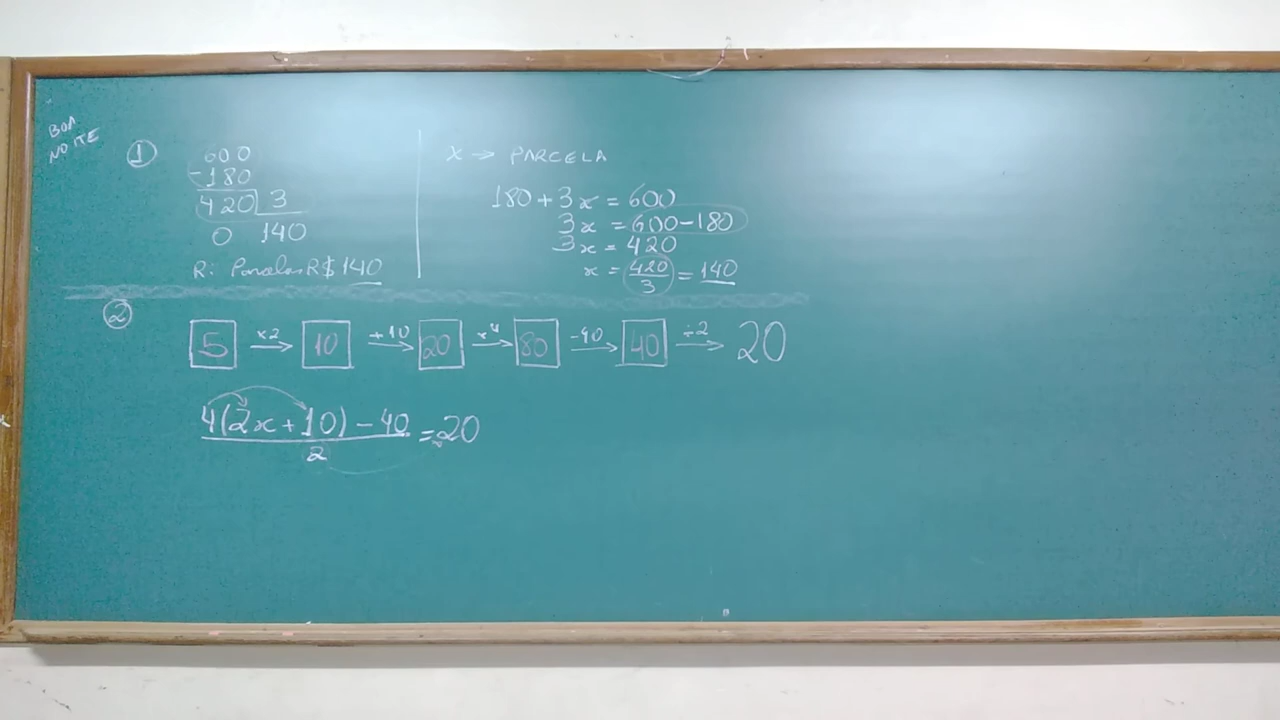 BOA
NOITE
1
600
-180
420 3
0 140
R: Parcelas R$ 140
x → PARCELA
180 + 3x = 600
3x = 600 - 180
3x = 420
x = 420/3 = 140
2
5 ×2→ 10 +10→ 20 ×4→ 80 -40→ 40 ÷2→ 20
4(2x + 10) - 40 / 2 = 20